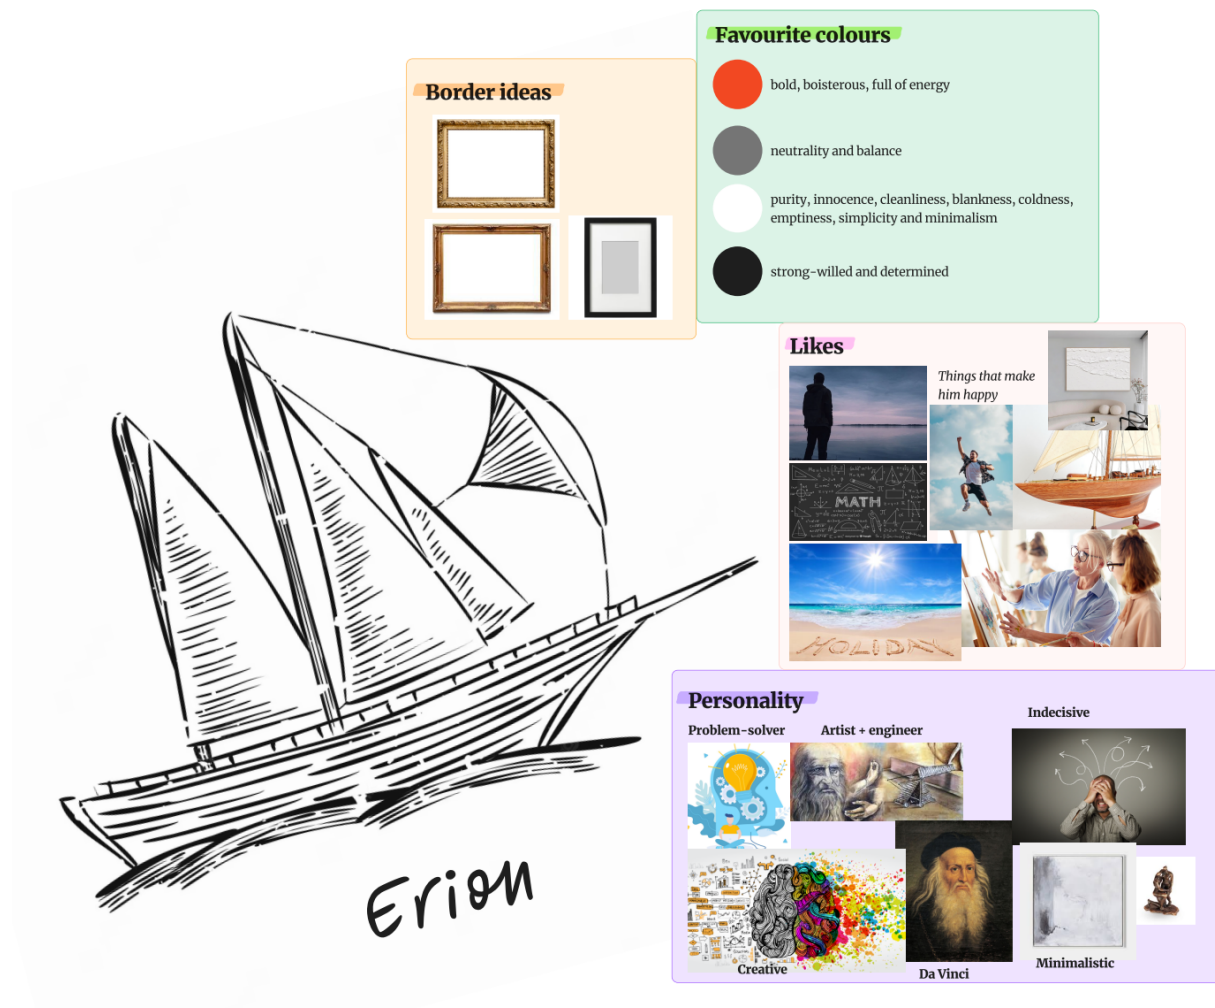 Favourite colours
bold, boisterous, full of energy
neutrality and balance
purity, innocence, cleanliness, blankness, coldness,
emptiness, simplicity and minimalism
strong-willed and determined
Border ideas
Likes
Things that make
him happy
MATH
HOLIDAY
Personality
Problem-solver
Artist + engineer
Indecisive
Creative
Da Vinci
Minimalistic
Erion